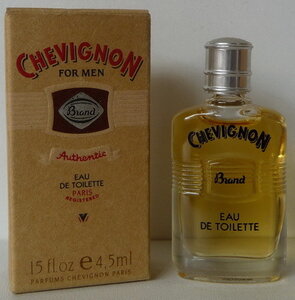 CHEVIGNON
FOR MEN
Brand
Authentic
EAU
DE TOILETTE
PARIS
REGISTERED
15 fl oz e 4,5ml
PARFUMS CHEVIGNON PARIS
CHEVIGNON
Brand
EAU
DE TOILETTE